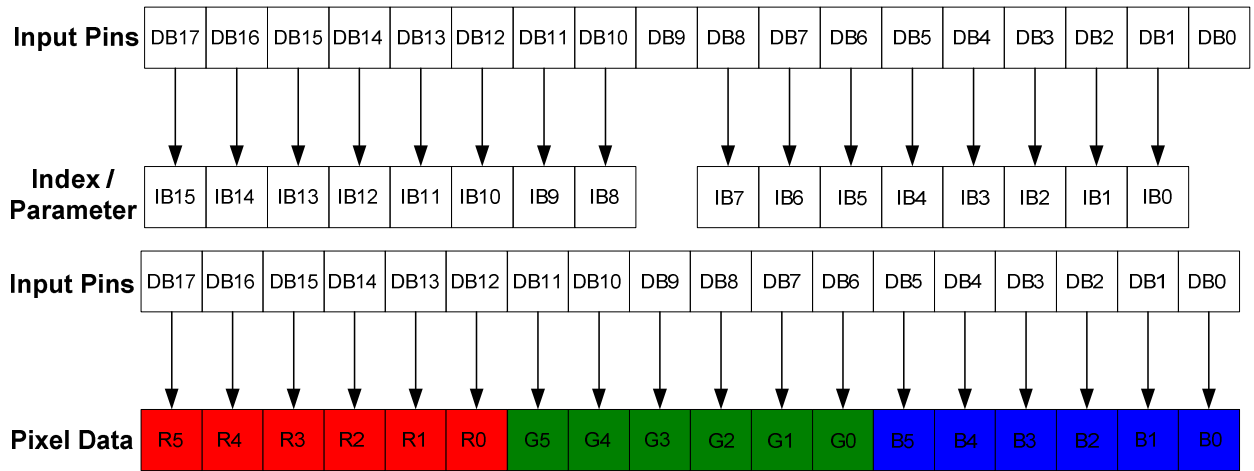 Input Pins DB17 DB16 DB15 DB14 DB13 DB12 DB11 DB10 DB9 DB8 DB7 DB6 DB5 DB4 DB3 DB2 DB1 DB0
Index /
Parameter IB15 IB14 IB13 IB12 IB11 IB10 IB9 IB8 IB7 IB6 IB5 IB4 IB3 IB2 IB1 IB0
Input Pins DB17 DB16 DB15 DB14 DB13 DB12 DB11 DB10 DB9 DB8 DB7 DB6 DB5 DB4 DB3 DB2 DB1 DB0
Pixel Data R5 R4 R3 R2 R1 R0 G5 G4 G3 G2 G1 G0 B5 B4 B3 B2 B1 B0